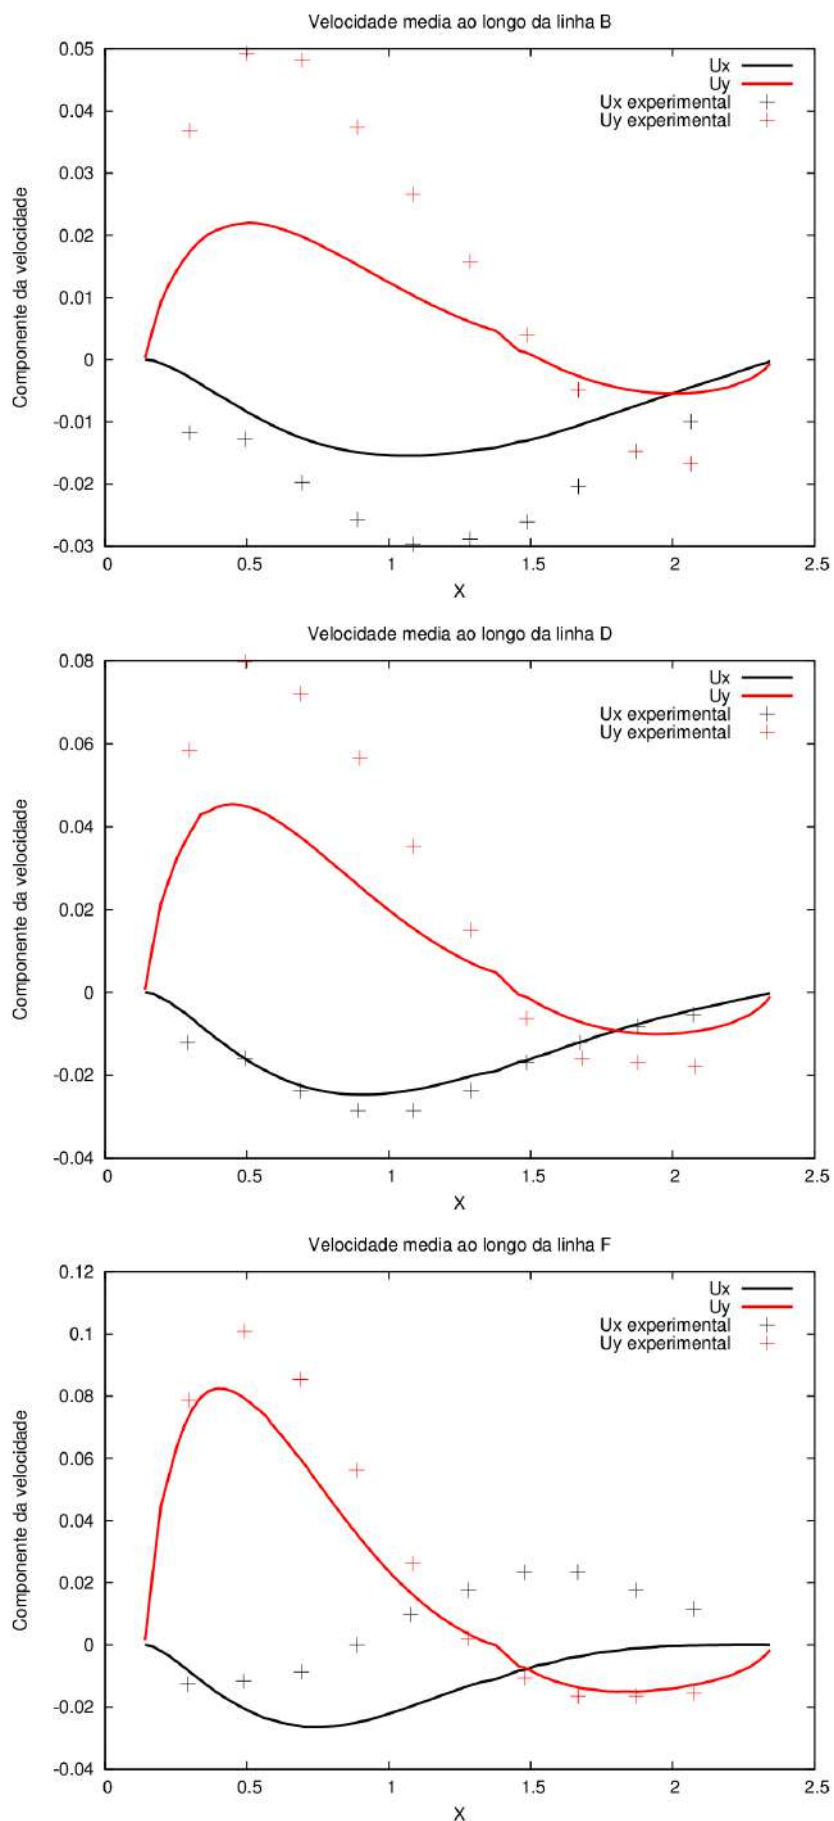 Velocidade media ao longo da linha B
0.05
0.04
0.03
0.02
0.01
0
-0.01
-0.02
-0.03
Componente da velocidade
Ux
Uy
Ux experimental
Uy experimental
0 0.5 1 1.5 2 2.5
X
Velocidade media ao longo da linha D
0.08
0.06
0.04
0.02
0
-0.02
-0.04
Componente da velocidade
Ux
Uy
Ux experimental
Uy experimental
0 0.5 1 1.5 2 2.5
X
Velocidade media ao longo da linha F
0.12
0.1
0.08
0.06
0.04
0.02
0
-0.02
-0.04
Componente da velocidade
Ux
Uy
Ux experimental
Uy experimental
0 0.5 1 1.5 2 2.5
X